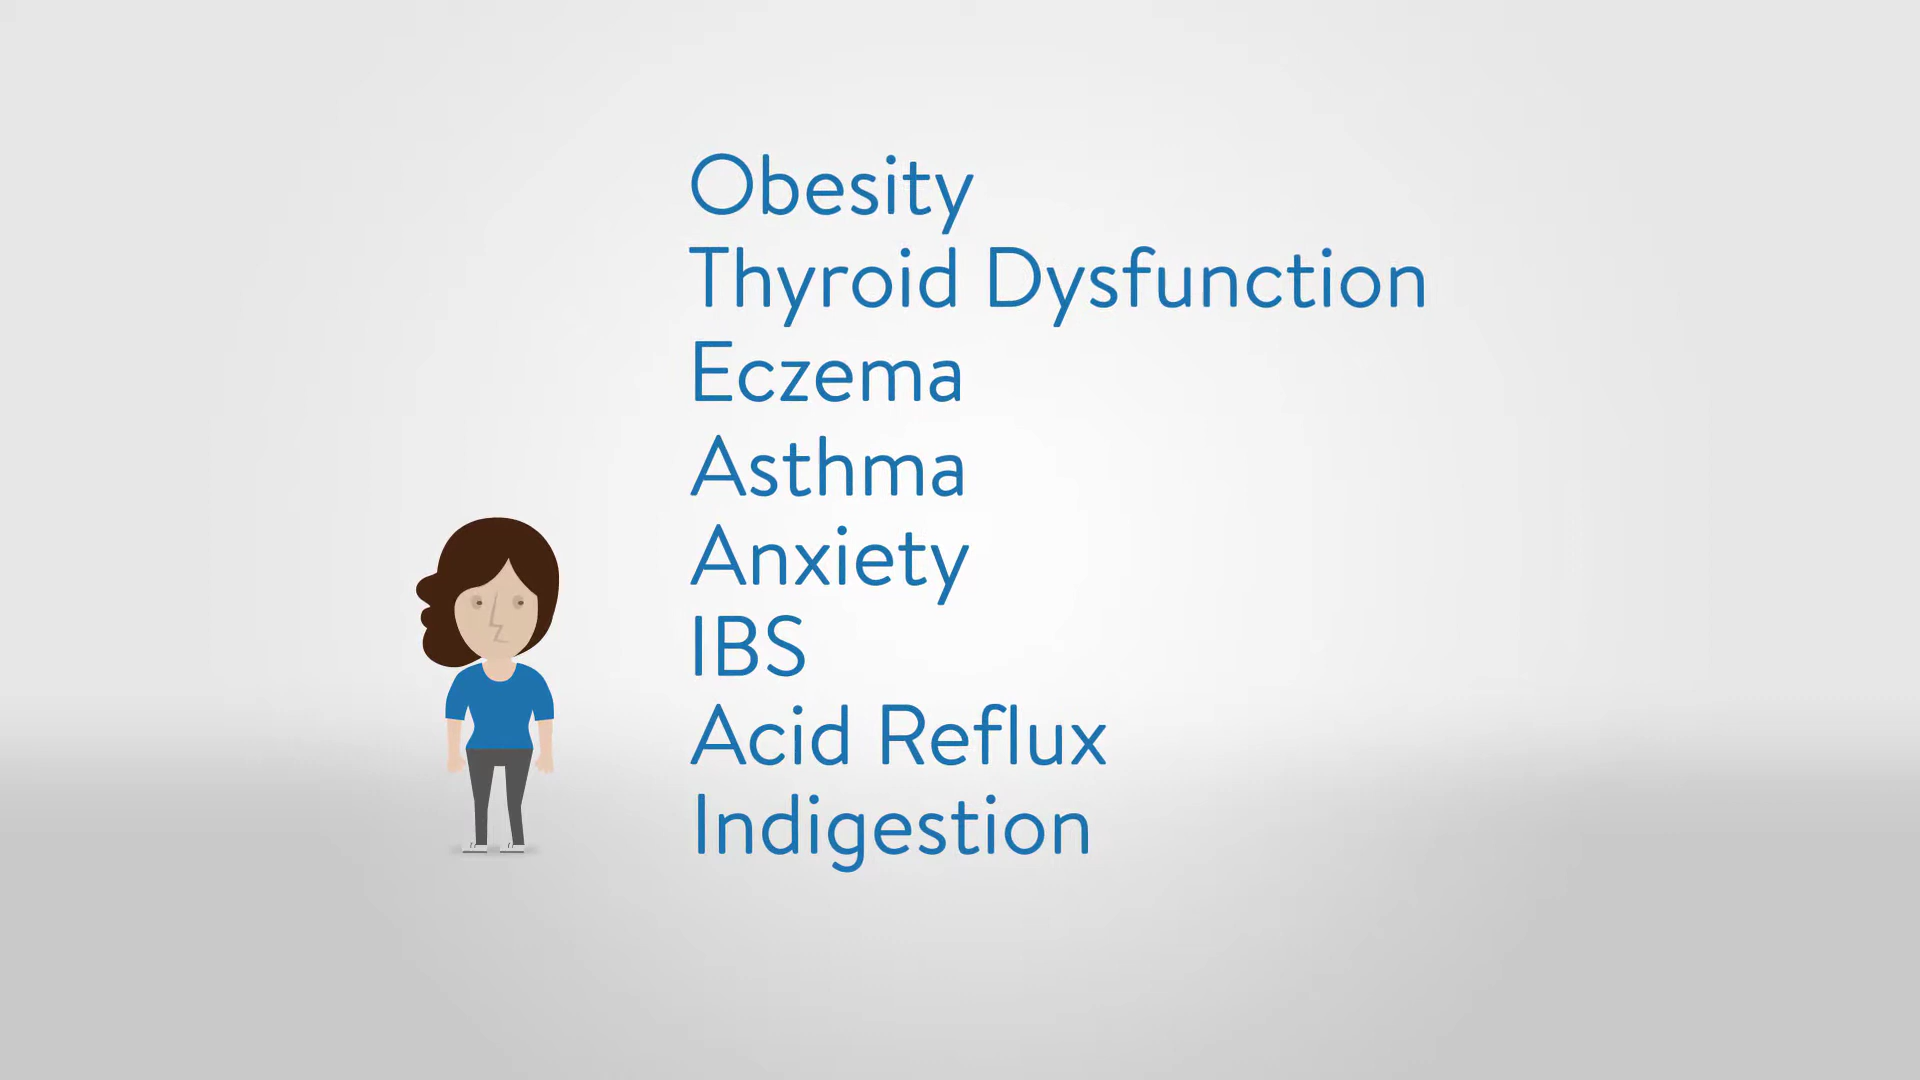 Obesity
Thyroid Dysfunction
Eczema
Asthma
Anxiety
IBS
Acid Reflux
Indigestion